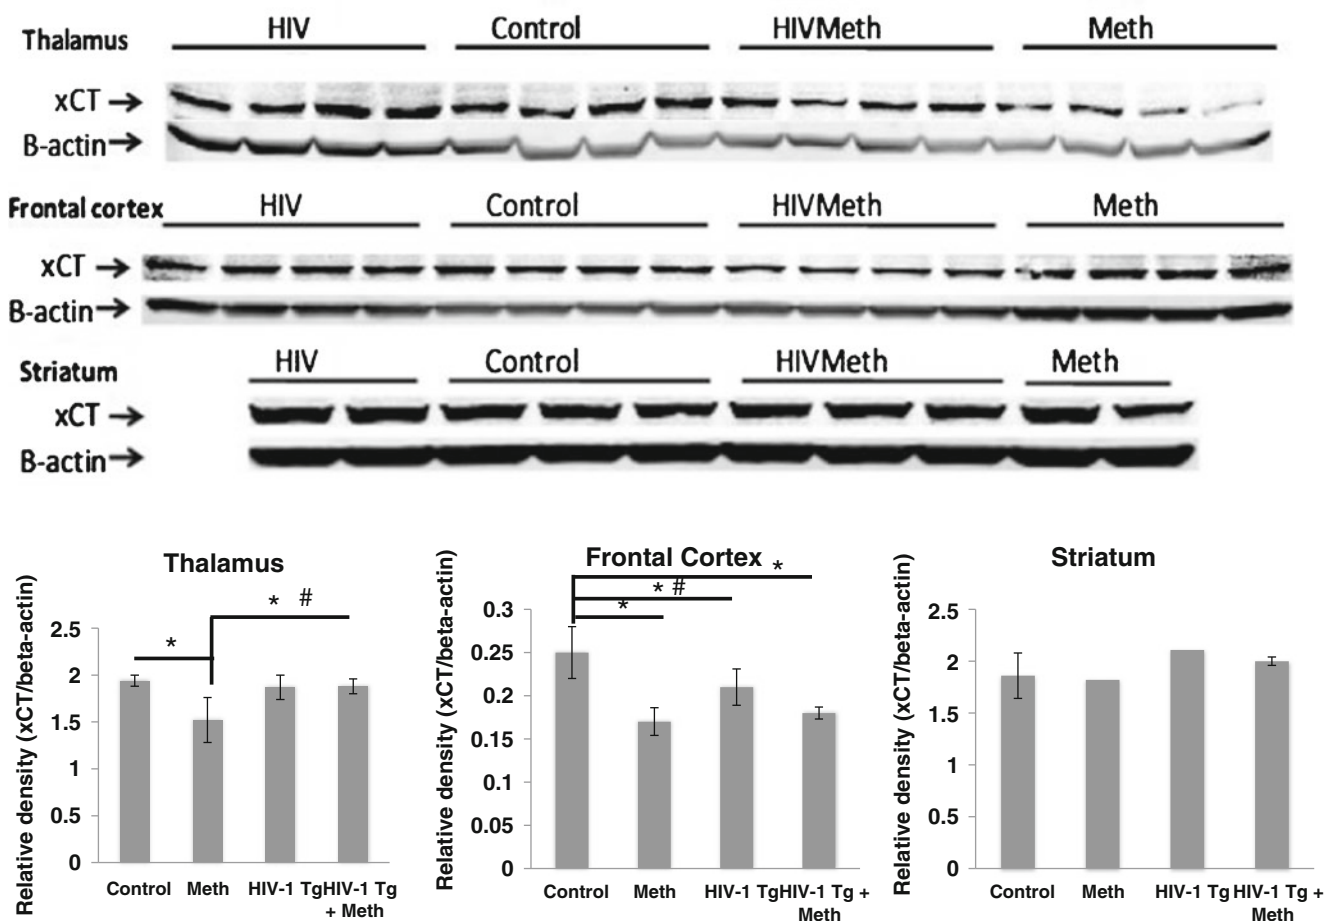 Thalamus HIV Control HIVMeth Meth
xCT →
B-actin→
Frontal cortex HIV Control HIVMeth Meth
xCT →
B-actin→
Striatum HIV Control HIVMeth Meth
xCT →
B-actin→
Thalamus
Relative density (xCT/beta-actin)
* * #
2.5
2
1.5
1
0.5
0
Control Meth HIV-1 Tg HIV-1 Tg
+ Meth
Frontal Cortex
Relative density (xCT/beta-actin)
*
* #
*
0.3
0.25
0.2
0.15
0.1
0.05
0
Control Meth HIV-1 Tg HIV-1 Tg +
Meth
Striatum
Relative density (xCT/beta-actin)
2.5
2
1.5
1
0.5
0
Control Meth HIV-1 Tg HIV-1 Tg +
Meth